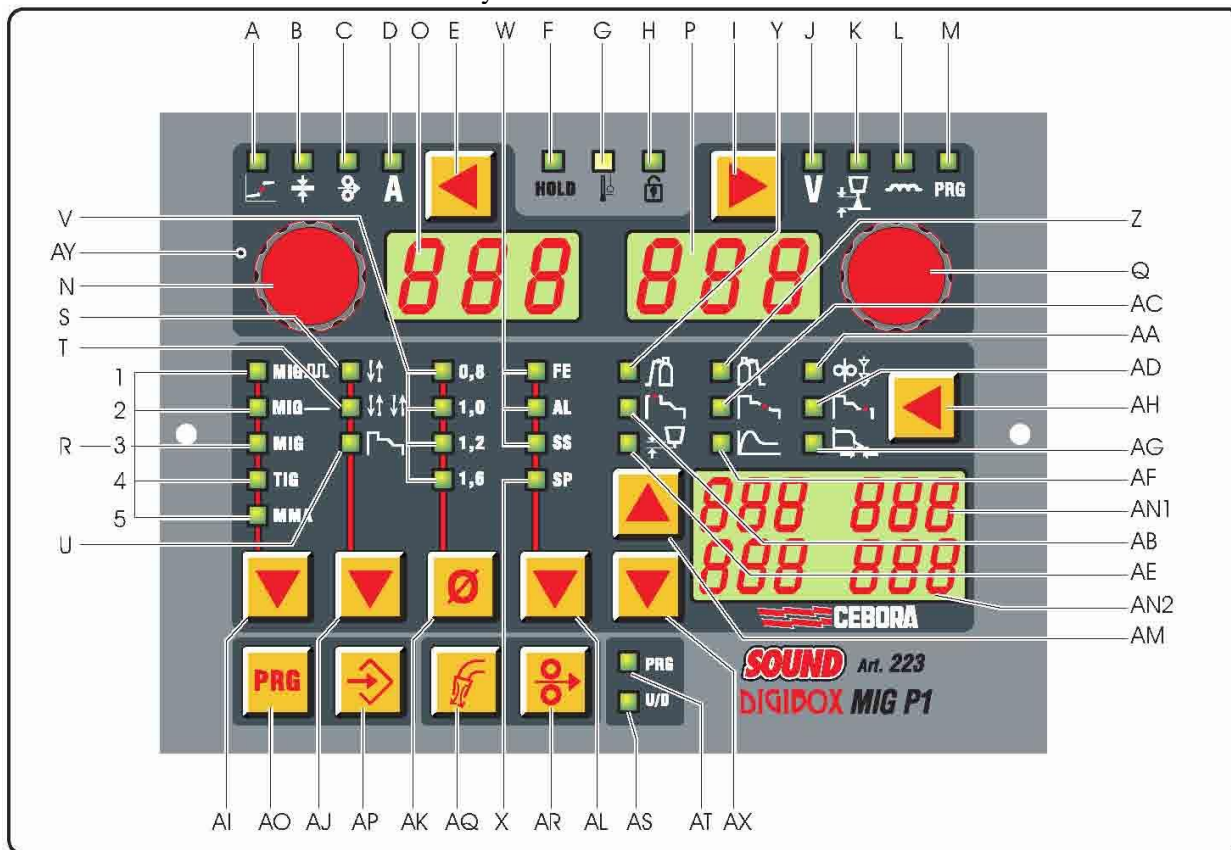 A B C D O E W F G H P I Y J K L M
A HOLD V PRG
V
AY
N
S
T
Z
Q
AC
AA
AD
AH
AG
AF
AN1
AB
AE
AN2
AM
888 888
1 MIG 0,8 FE
2 MIG 1,0 AL
R 3 MIG 1,2 SS
4 TIG 1,6 SP
5 MMA
U
888 888
888 888
Ø
CEBORA
PRG PRG
U/D
SOUND Art. 223
DIGIBOX MIG P1
AI AO AJ AP AK AQ X AR AL AS AT AX